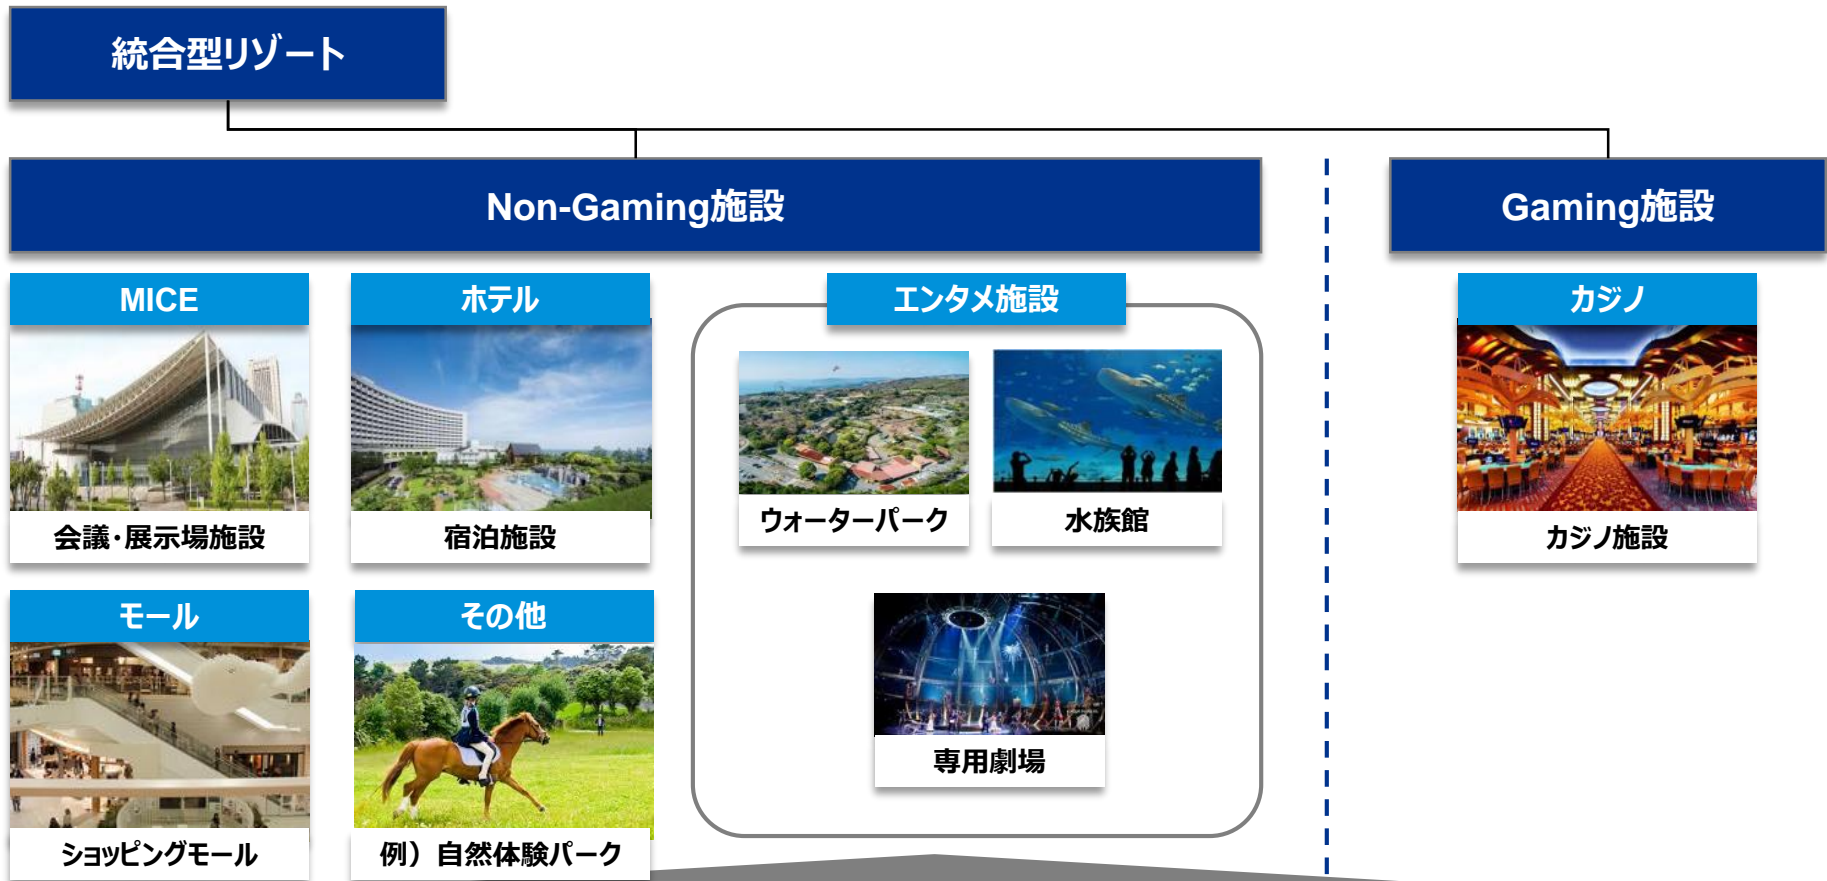 統合型リゾート
Non-Gaming施設
Gaming施設
MICE
会議・展示場施設
ホテル
宿泊施設
エンタメ施設
ウォーターパーク
水族館
専用劇場
カジノ
カジノ施設
モール
ショッピングモール
その他
例）自然体験パーク